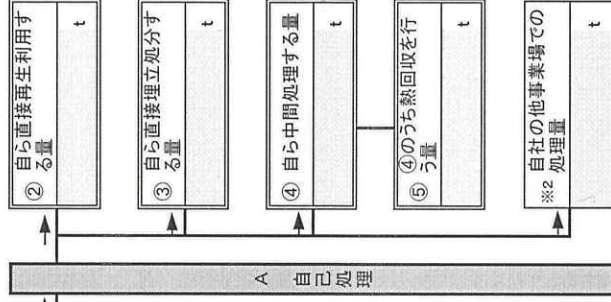 ② 自ら直接再生利用す
る量
t
③ 自ら直接埋立処分す
る量
t
④ 自ら中間処理する量
t
⑤ ④のうち熱回収を行
う量
t
※2 自社の他事業場での
処理量
t
A 自己処理